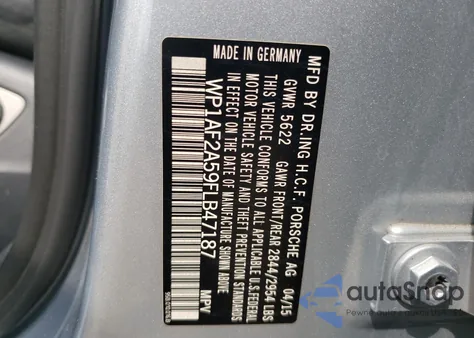 MADE IN GERMANY
MFD BY DR.ING H.C.F. PORSCHE AG 04/15
GVWR 5622 GAWR FRONT/REAR 2844/2954 LBS
THIS VEHICLE CONFORMS TO ALL APPLICABLE U.S. FEDERAL
MOTOR VEHICLE SAFETY AND THEFT PREVENTION STANDARDS
IN EFFECT ON THE DATE OF MANUFACTURE SHOWN ABOVE
WP1AF2A59FLB47187 MPV
autoSnap